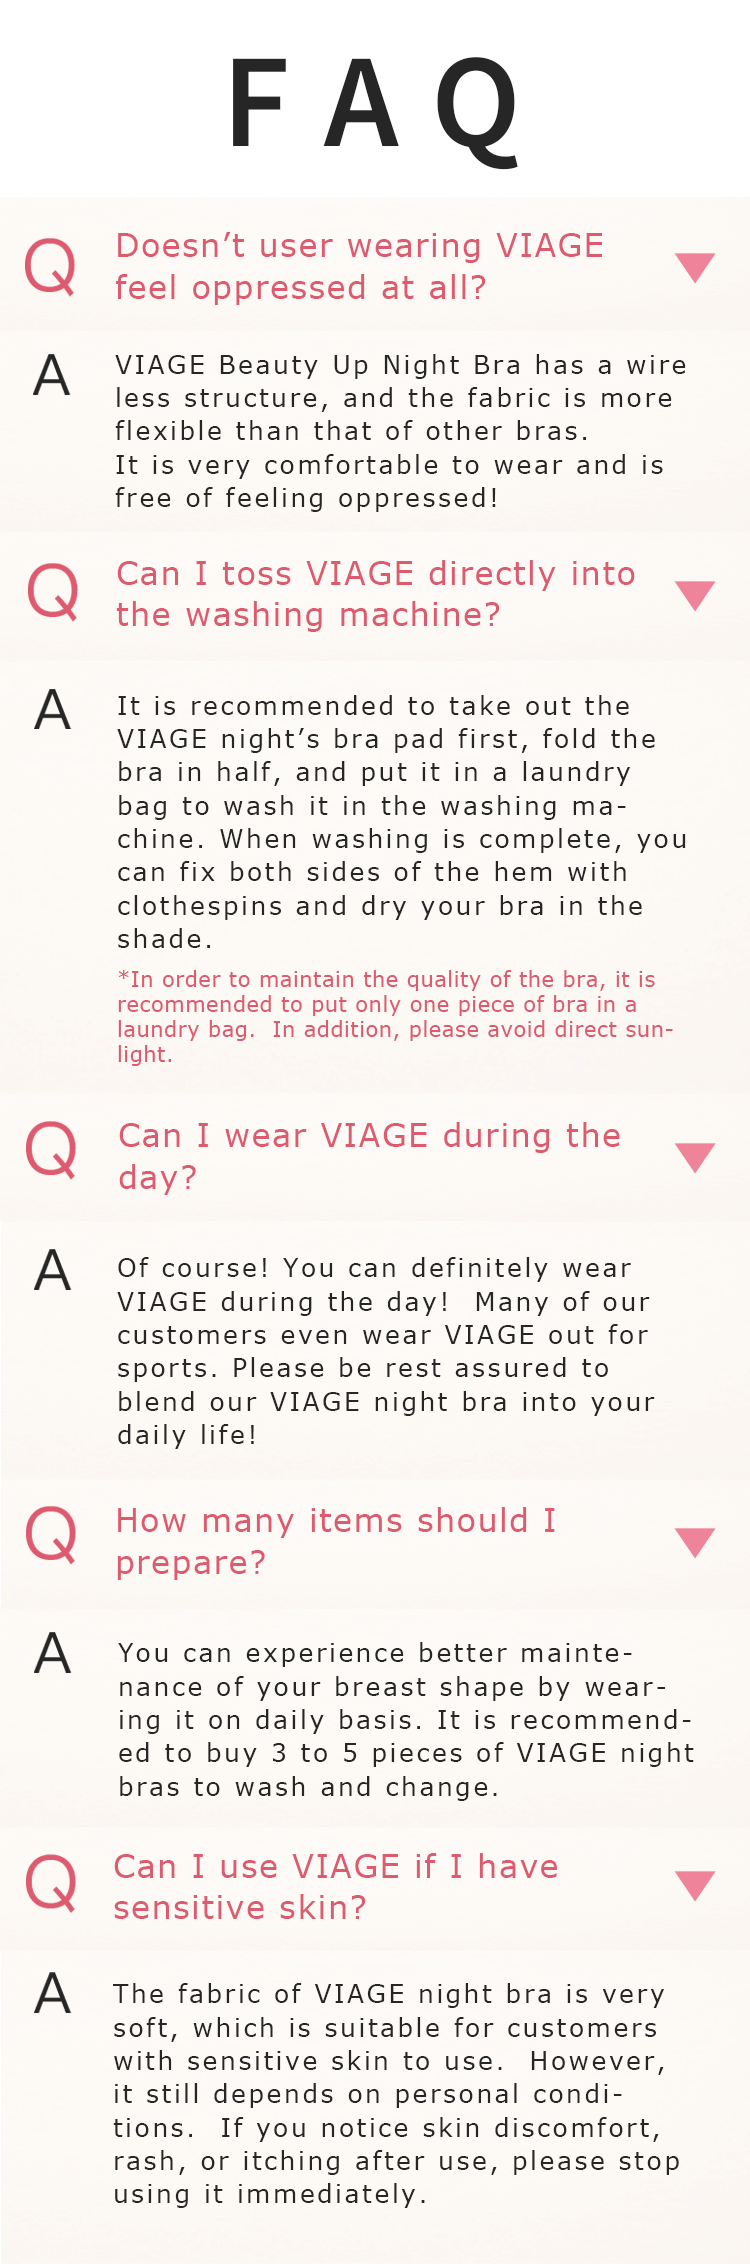 FAQ
Q Doesn’t user wearing VIAGE
feel oppressed at all?
A VIAGE Beauty Up Night Bra has a wire
less structure, and the fabric is more
flexible than that of other bras.
It is very comfortable to wear and is
free of feeling oppressed!
Q Can I toss VIAGE directly into
the washing machine?
A It is recommended to take out the
VIAGE night’s bra pad first, fold the
bra in half, and put it in a laundry
bag to wash it in the washing ma-
chine. When washing is complete, you
can fix both sides of the hem with
clothespins and dry your bra in the
shade.
*In order to maintain the quality of the bra, it is
recommended to put only one piece of bra in a
laundry bag.  In addition, please avoid direct sun-
light.
Q Can I wear VIAGE during the
day?
A Of course! You can definitely wear
VIAGE during the day!  Many of our
customers even wear VIAGE out for
sports. Please be rest assured to
blend our VIAGE night bra into your
daily life!
Q How many items should I
prepare?
A You can experience better mainte-
nance of your breast shape by wear-
ing it on daily basis. It is recommend-
ed to buy 3 to 5 pieces of VIAGE night
bras to wash and change.
Q Can I use VIAGE if I have
sensitive skin?
A The fabric of VIAGE night bra is very
soft, which is suitable for customers
with sensitive skin to use.  However,
it still depends on personal condi-
tions.  If you notice skin discomfort,
rash, or itching after use, please stop
using it immediately.